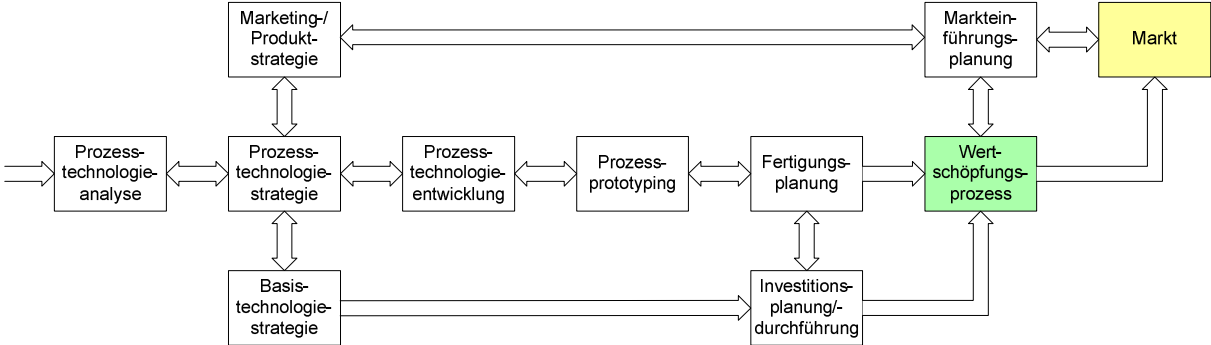 Marketing-/
Produkt-
strategie
Marktein-
führungs-
planung
Markt
Prozess-
technologie-
analyse
Prozess-
technologie-
strategie
Prozess-
technologie-
entwicklung
Prozess-
prototyping
Fertigungs-
planung
Wert-
schöpfungs-
prozess
Basis-
technologie-
strategie
Investitions-
planung/-
durchführung